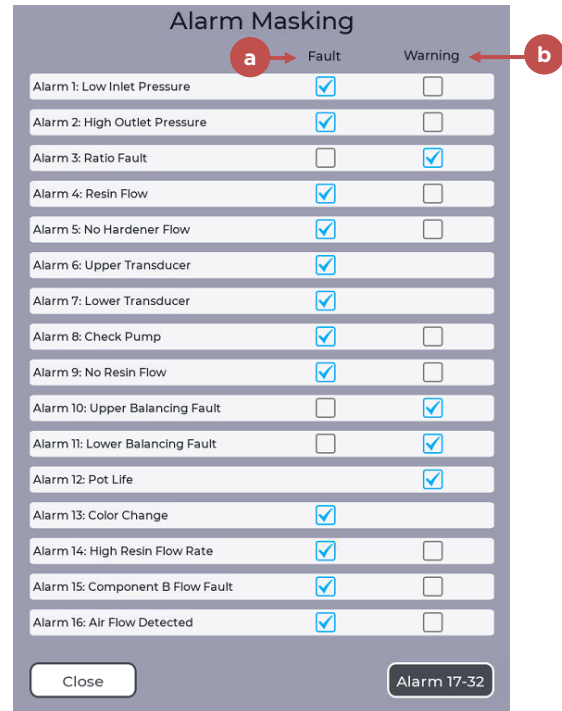 Alarm Masking
a Fault Warning b
Alarm 1: Low Inlet Pressure
Alarm 2: High Outlet Pressure
Alarm 3: Ratio Fault
Alarm 4: Resin Flow
Alarm 5: No Hardener Flow
Alarm 6: Upper Transducer
Alarm 7: Lower Transducer
Alarm 8: Check Pump
Alarm 9: No Resin Flow
Alarm 10: Upper Balancing Fault
Alarm 11: Lower Balancing Fault
Alarm 12: Pot Life
Alarm 13: Color Change
Alarm 14: High Resin Flow Rate
Alarm 15: Component B Flow Fault
Alarm 16: Air Flow Detected
Close Alarm 17-32